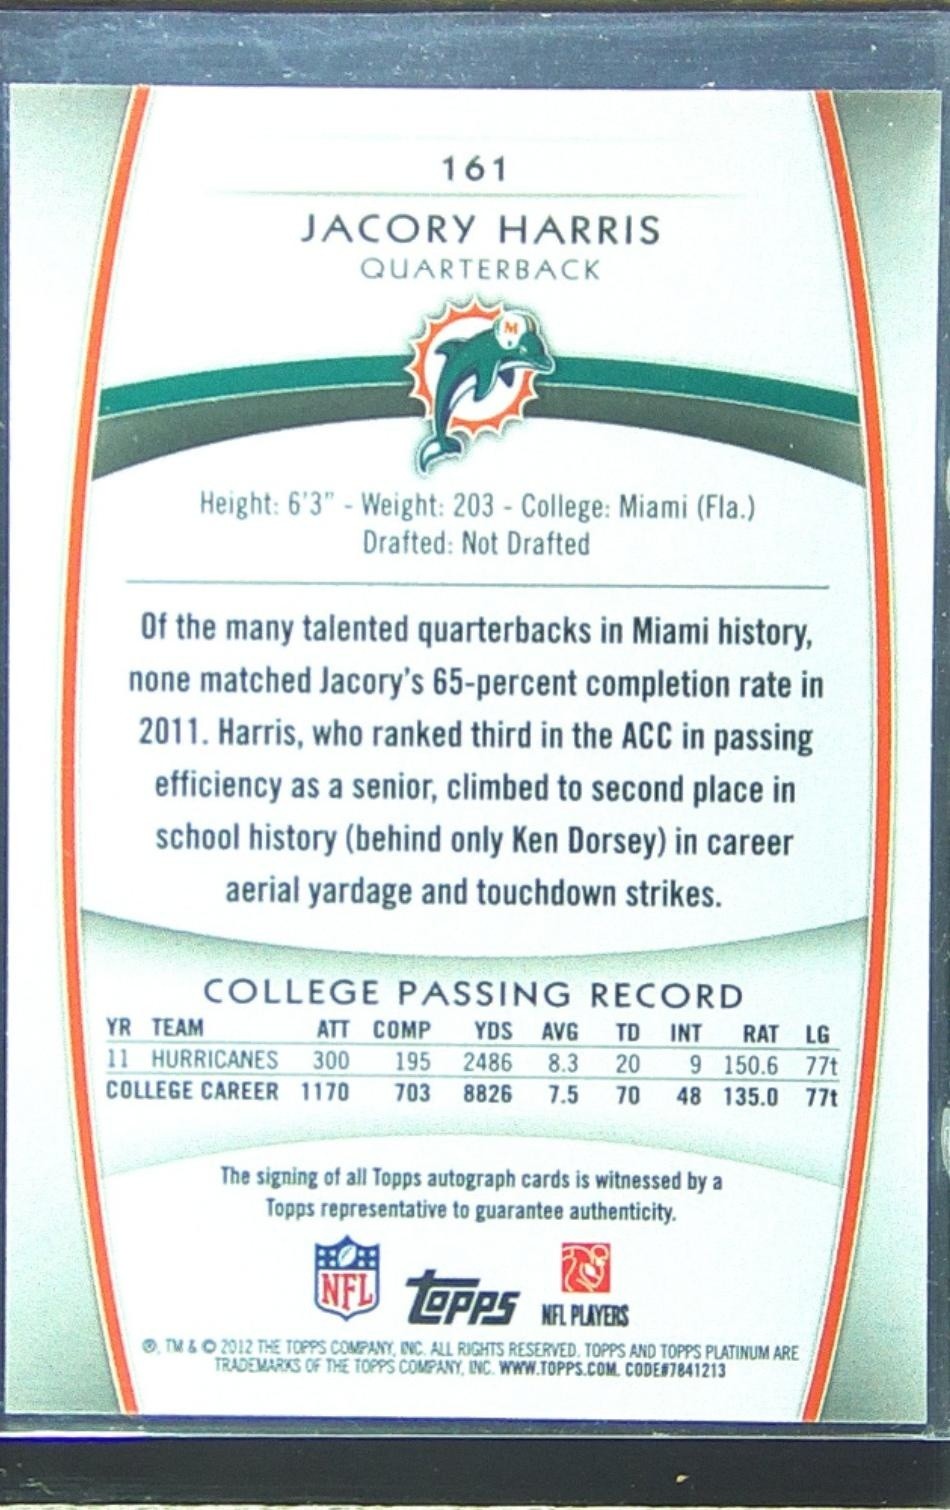 161
JACORY HARRIS
QUARTERBACK
M
Height: 6'3" - Weight: 203 - College: Miami (Fla.)
Drafted: Not Drafted
Of the many talented quarterbacks in Miami history,
none matched Jacory's 65-percent completion rate in
2011. Harris, who ranked third in the ACC in passing
efficiency as a senior, climbed to second place in
school history (behind only Ken Dorsey) in career
aerial yardage and touchdown strikes.
COLLEGE PASSING RECORD
YR TEAM ATT COMP YDS AVG TD INT RAT LG
11 HURRICANES 300 195 2486 8.3 20 9 150.6 77t
COLLEGE CAREER 1170 703 8826 7.5 70 48 135.0 77t
The signing of all Topps autograph cards is witnessed by a
Topps representative to guarantee authenticity.
NFL topps NFL PLAYERS
®, TM & © 2012 THE TOPPS COMPANY, INC. ALL RIGHTS RESERVED. TOPPS AND TOPPS PLATINUM ARE
TRADEMARKS OF THE TOPPS COMPANY, INC. WWW.TOPPS.COM. CODE#7841213